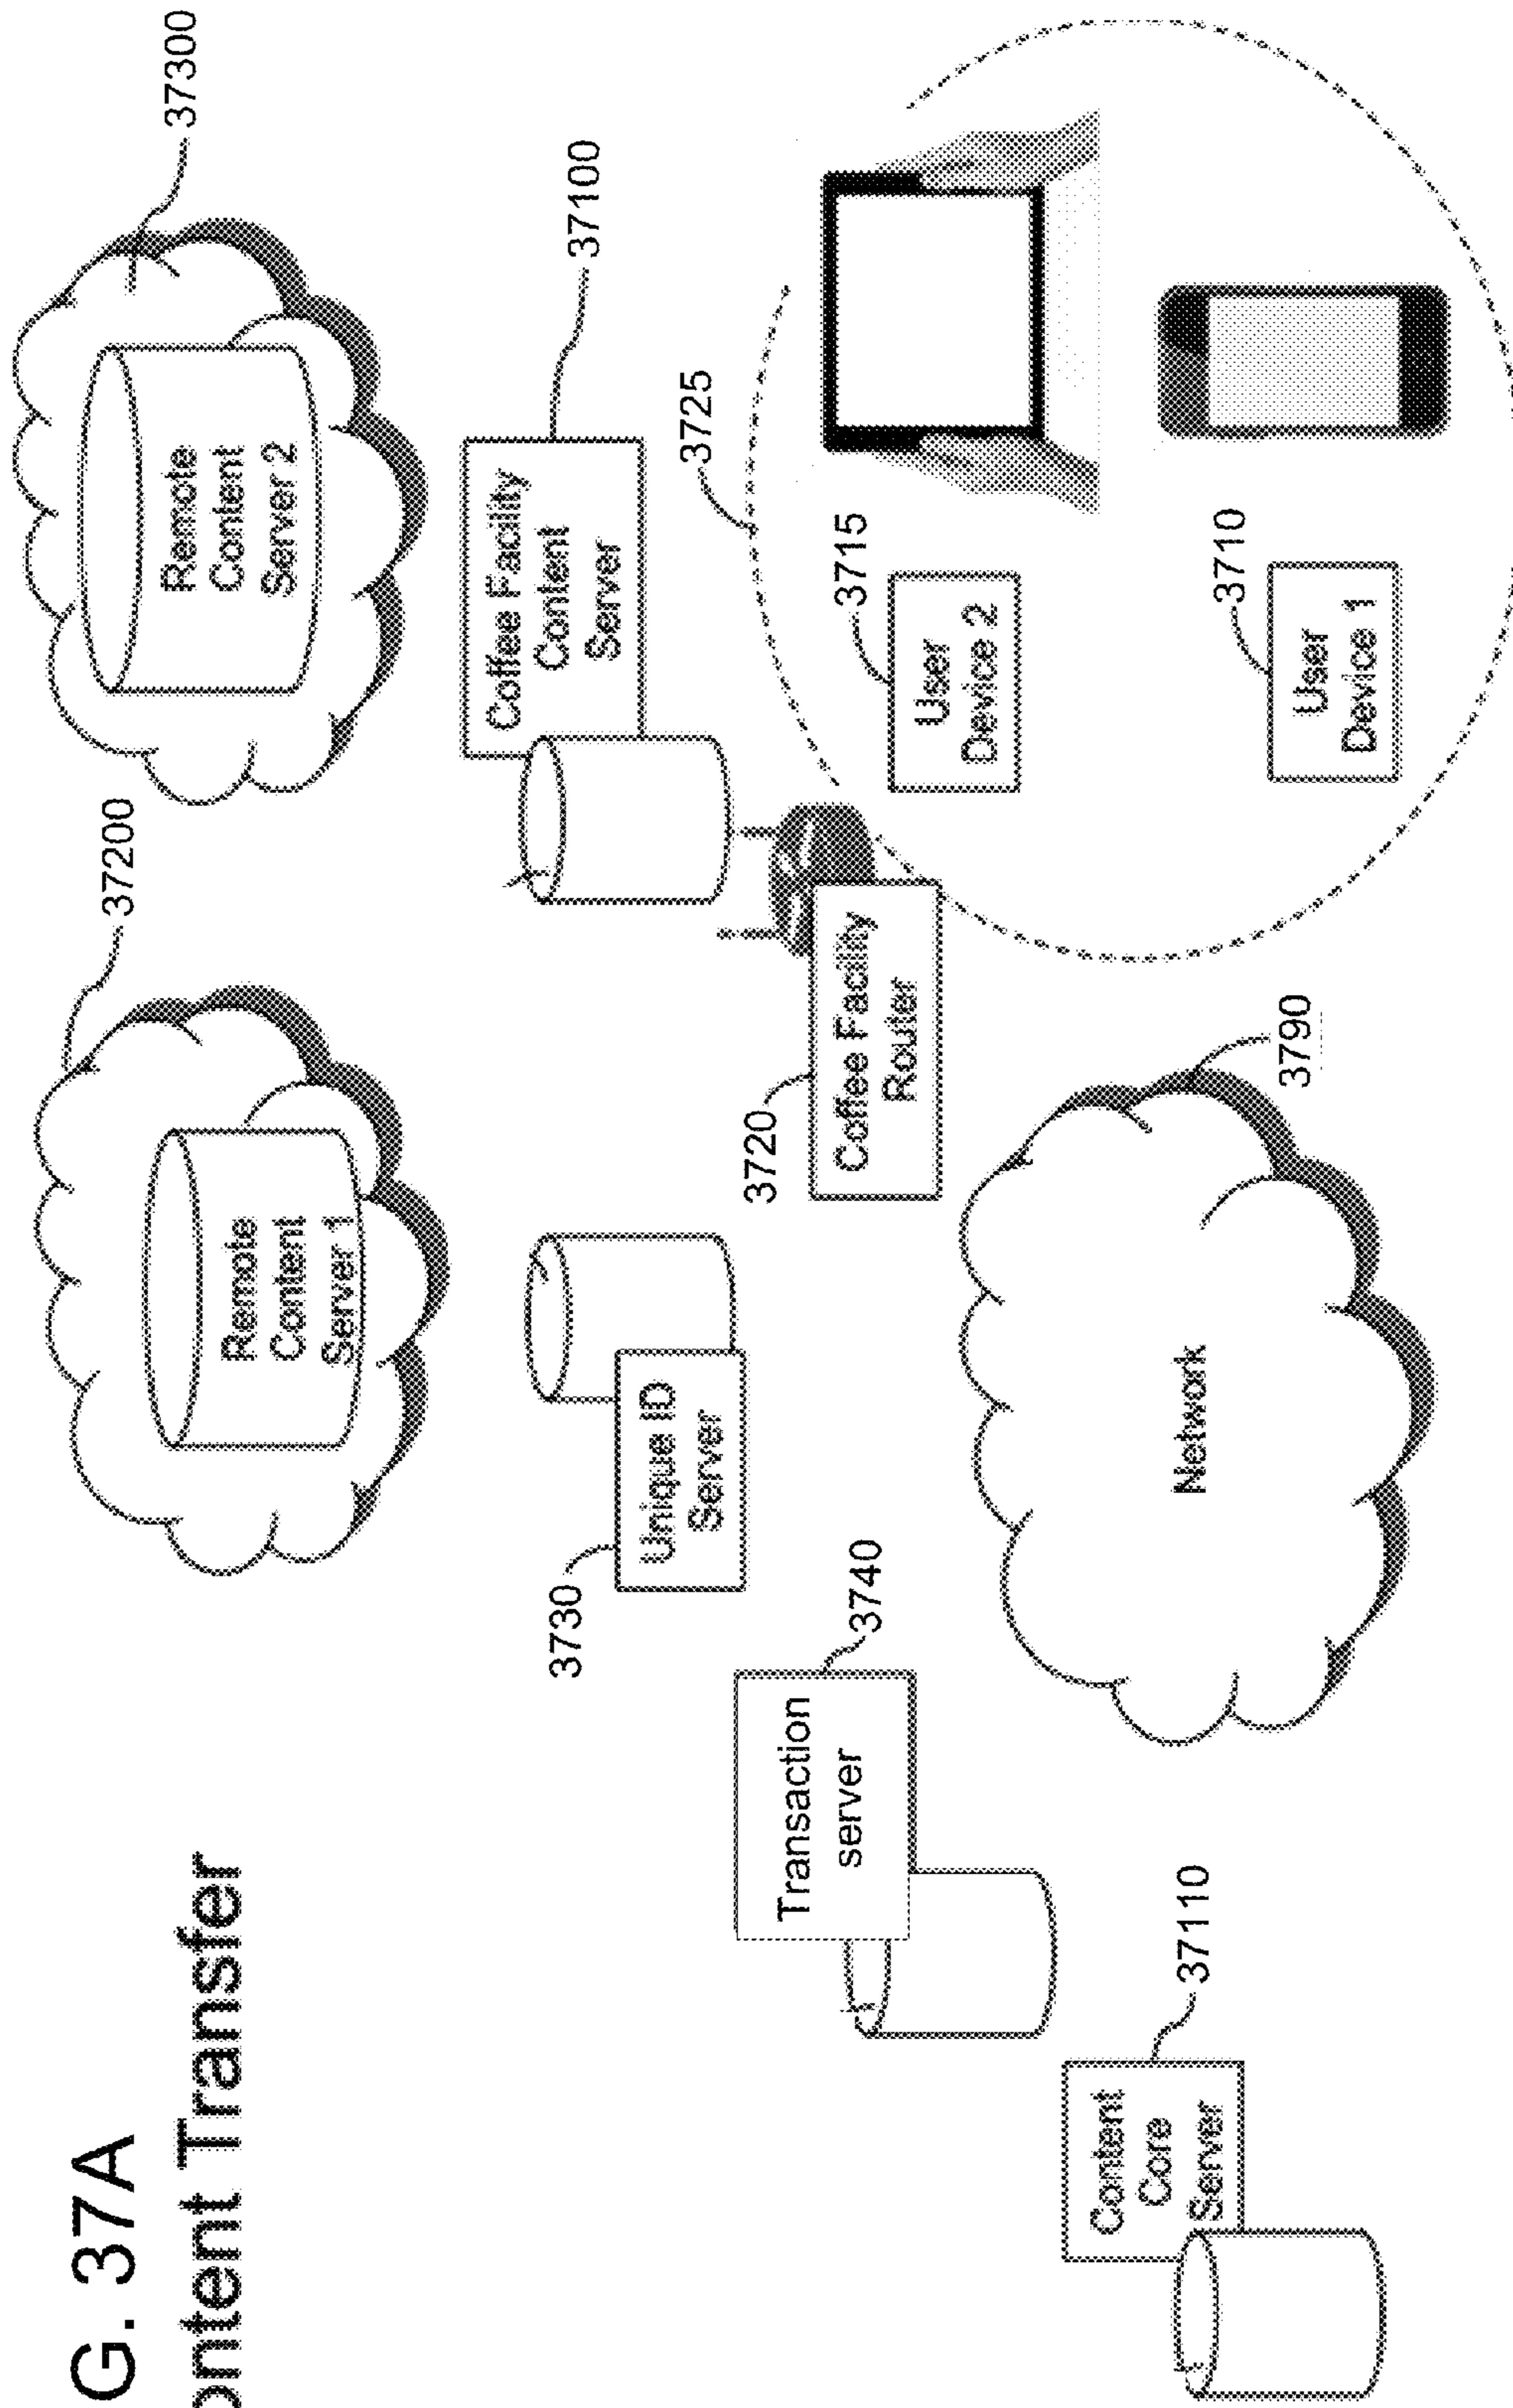 G. 37A
ontent Transfer
37200
Remote
Content
Server 1
37300
Remote
Content
Server 2
3730
Unique ID
Server
Coffee Facility
Content
Server
37100
Transaction
server
3740
3720
Coffee Facility
Router
3725
3715
User
Device 2
Content
Core
Server
37110
Network
3790
3710
User
Device 1